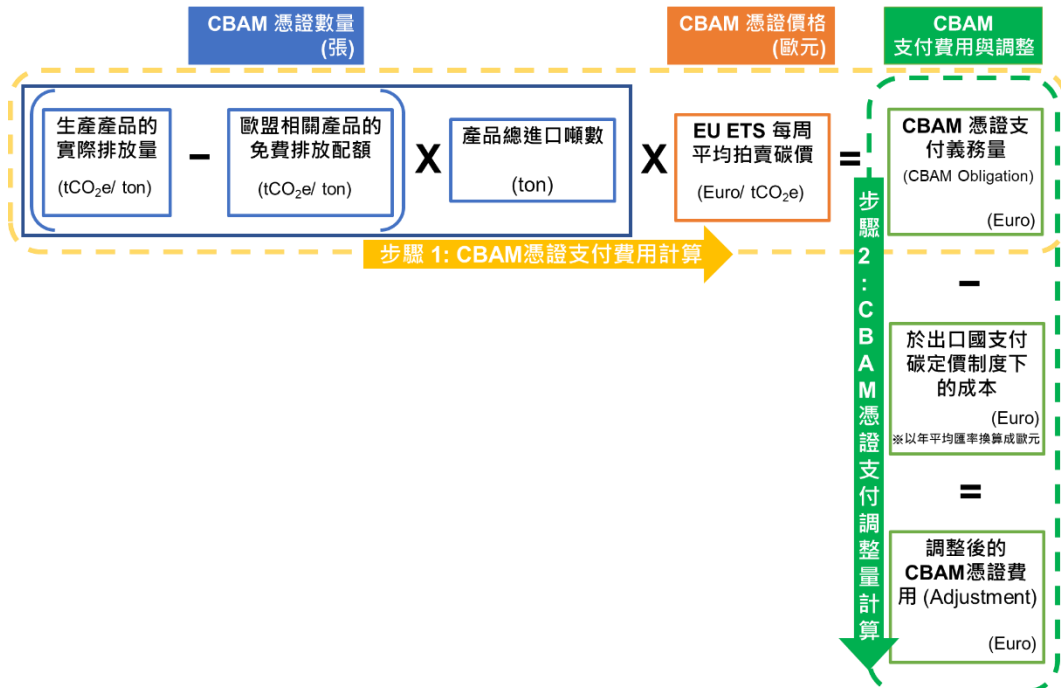 CBAM 憑證數量
(張)
CBAM 憑證價格
(歐元)
CBAM
支付費用與調整
生產產品的
實際排放量
(tCO₂e/ ton)
–
歐盟相關產品的
免費排放配額
(tCO₂e/ ton)
X
產品總進口噸數
(ton)
X
EU ETS 每周
平均拍賣碳價
(Euro/ tCO₂e)
=
CBAM 憑證支
付義務量
(CBAM Obligation)
(Euro)
步驟 1: CBAM憑證支付費用計算
步驟2:CBAM憑證支付調整量計算
–
於出口國支付
碳定價制度下
的成本
(Euro)
※以年平均匯率換算成歐元
=
調整後的
CBAM憑證費
用 (Adjustment)
(Euro)